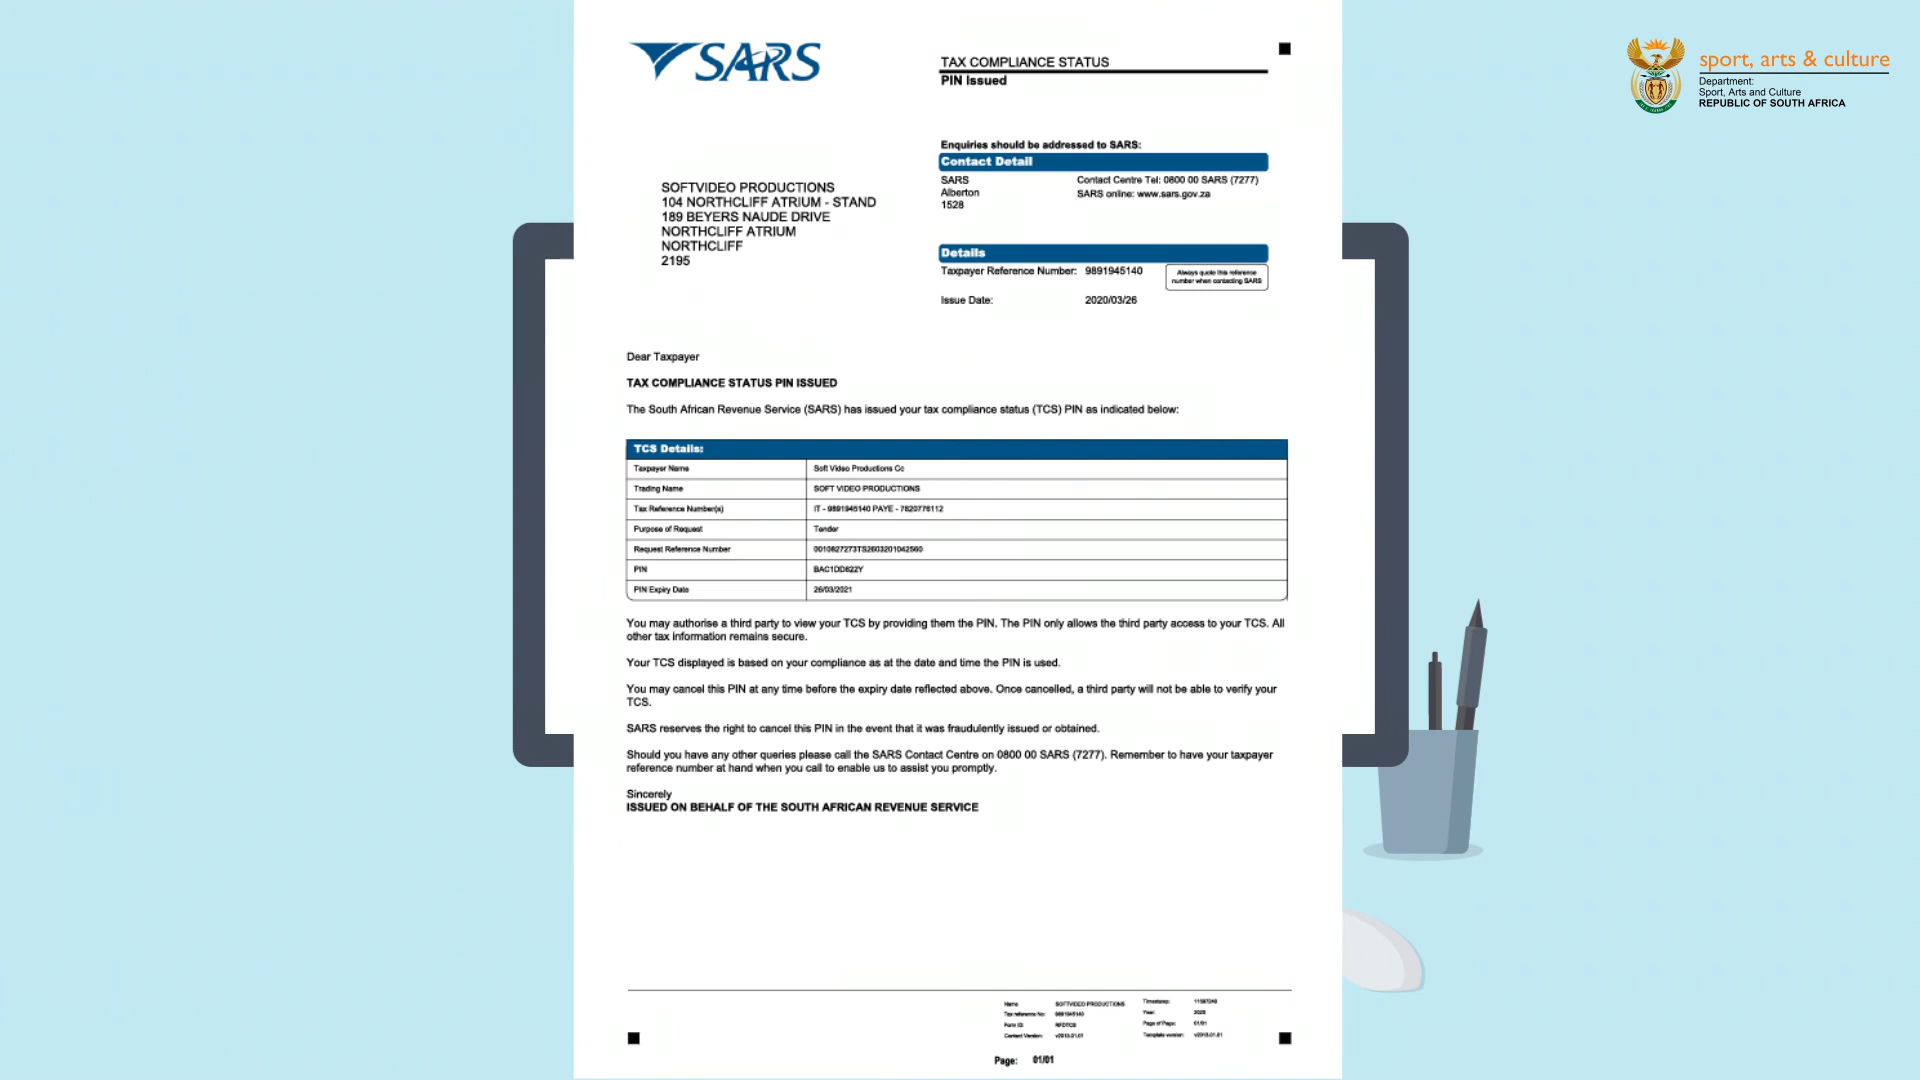 SARS
TAX COMPLIANCE STATUS
PIN Issued
sport, arts & culture
Department:
Sport, Arts and Culture
REPUBLIC OF SOUTH AFRICA
Enquiries should be addressed to SARS:
Contact Detail
SARS Contact Centre Tel: 0800 00 SARS (7277)
Alberton SARS online: www.sars.gov.za
1528
SOFTVIDEO PRODUCTIONS
104 NORTHCLIFF ATRIUM - STAND
189 BEYERS NAUDE DRIVE
NORTHCLIFF ATRIUM
NORTHCLIFF
2195
Details
Taxpayer Reference Number: 9891945140
Always quote this reference
number when contacting SARS
Issue Date: 2020/03/26
Dear Taxpayer
TAX COMPLIANCE STATUS PIN ISSUED
The South African Revenue Service (SARS) has issued your tax compliance status (TCS) PIN as indicated below:
TCS Details:
Taxpayer Name Soft Video Productions Cc
Trading Name SOFT VIDEO PRODUCTIONS
Tax Reference Number(s) IT - 9891945140 PAYE - 7820776112
Purpose of Request Tender
Request Reference Number 0010627273TS2603201042560
PIN BAC1DD622Y
PIN Expiry Date 26/03/2021
You may authorise a third party to view your TCS by providing them the PIN. The PIN only allows the third party access to your TCS. All
other tax information remains secure.
Your TCS displayed is based on your compliance as at the date and time the PIN is used.
You may cancel this PIN at any time before the expiry date reflected above. Once cancelled, a third party will not be able to verify your
TCS.
SARS reserves the right to cancel this PIN in the event that it was fraudulently issued or obtained.
Should you have any other queries please call the SARS Contact Centre on 0800 00 SARS (7277). Remember to have your taxpayer
reference number at hand when you call to enable us to assist you promptly.
Sincerely
ISSUED ON BEHALF OF THE SOUTH AFRICAN REVENUE SERVICE
Name SOFTVIDEO PRODUCTIONS Timestamp:
Tax reference No: 9891945140 Year: 2020
Form ID: RFDTCS Page of Page: 01/01
Content Version: v2013.01.01 Template version: v2013.01.01
Page: 01/01